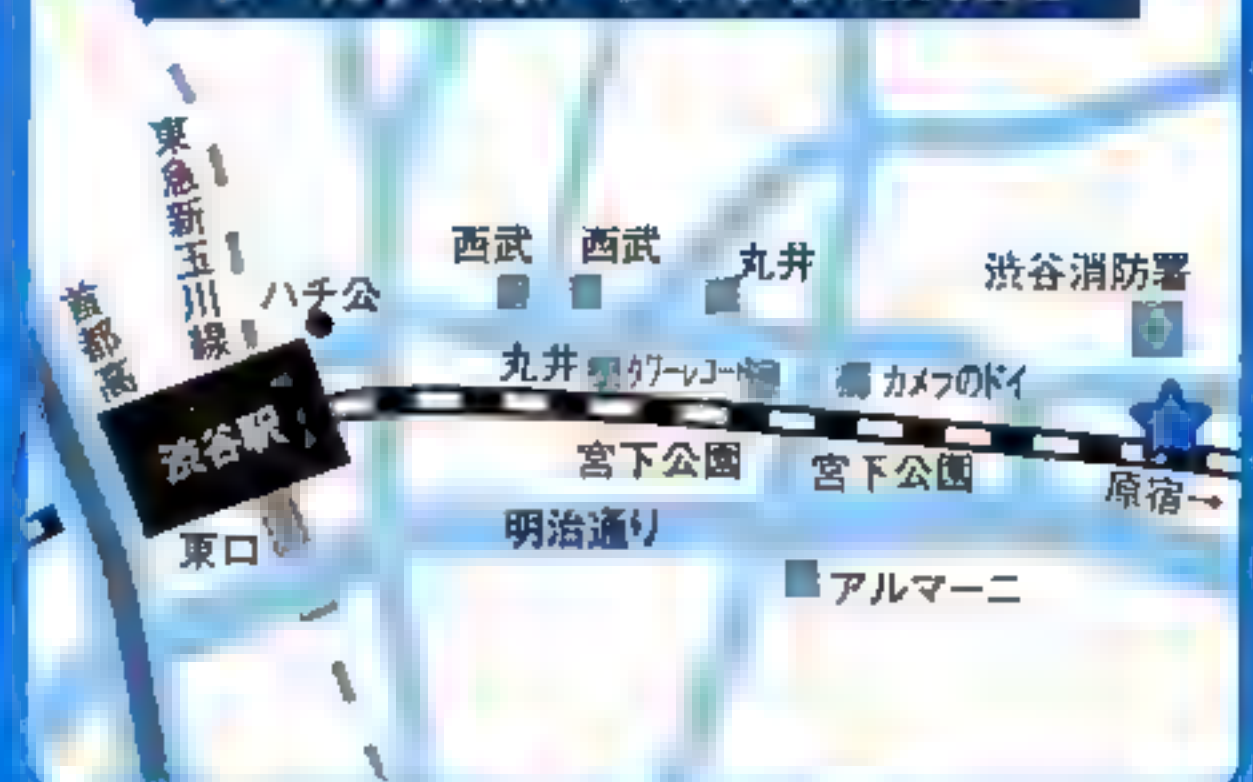 東急新玉川線
首都高
ハチ公
西武
西武
丸井
渋谷消防署
丸井
タワーレコード
カメラのドイ
渋谷駅
宮下公園
宮下公園
原宿→
東口
明治通り
アルマーニ